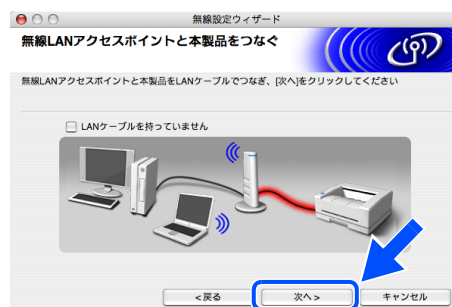 無線設定ウィザード
無線LANアクセスポイントと本製品をつなぐ
無線LANアクセスポイントと本製品をLANケーブルでつなぎ、[次へ]をクリックしてください
LANケーブルを持っていません
<戻る
次へ >
キャンセル